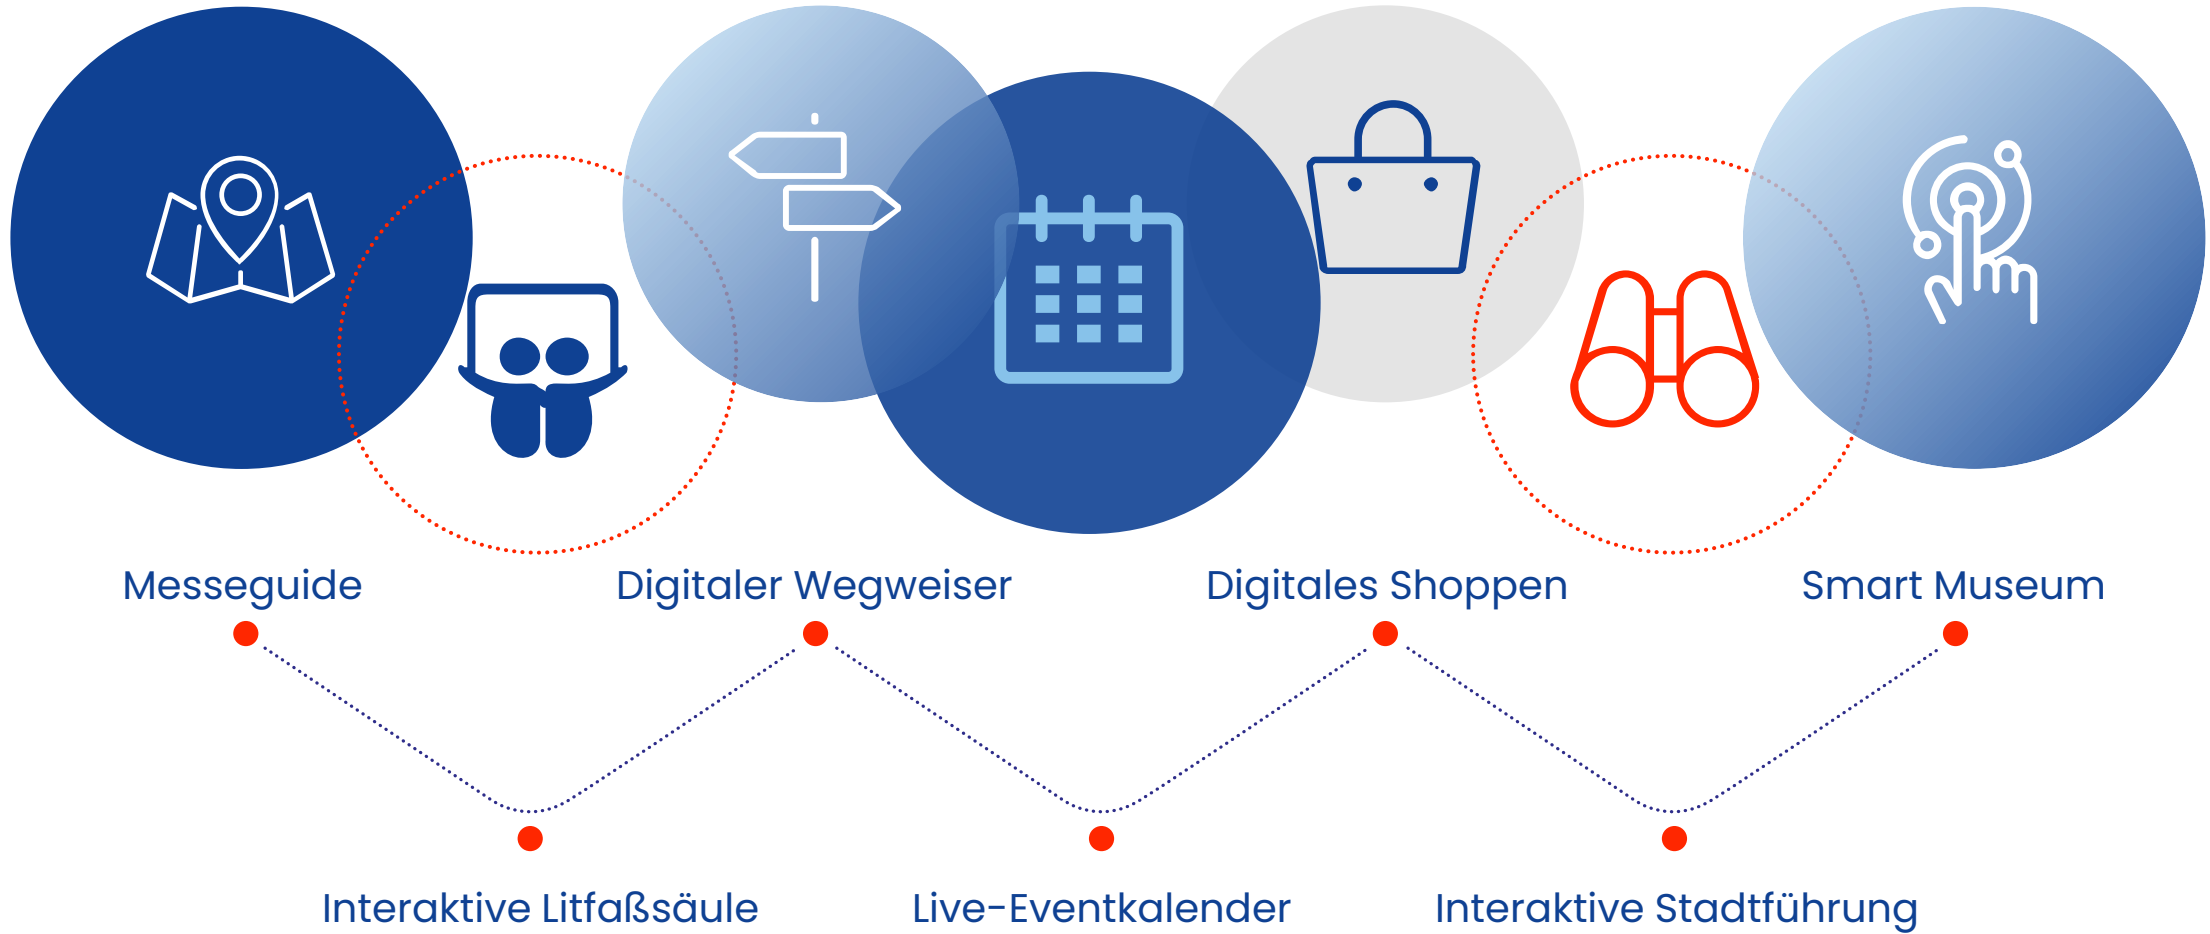 Messeguide
Digitaler Wegweiser
Digitales Shoppen
Smart Museum
Interaktive Litfaßsäule
Live-Eventkalender
Interaktive Stadtführung